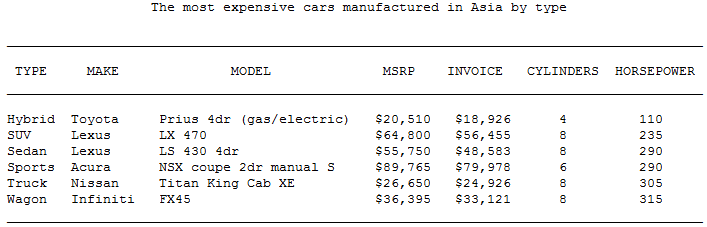 The most expensive cars manufactured in Asia by type
TYPE MAKE MODEL MSRP INVOICE CYLINDERS HORSEPOWER
Hybrid Toyota Prius 4dr (gas/electric) $20,510 $18,926 4 110
SUV Lexus LX 470 $64,800 $56,455 8 235
Sedan Lexus LS 430 4dr $55,750 $48,583 8 290
Sports Acura NSX coupe 2dr manual S $89,765 $79,978 6 290
Truck Nissan Titan King Cab XE $26,650 $24,926 8 305
Wagon Infiniti FX45 $36,395 $33,121 8 315